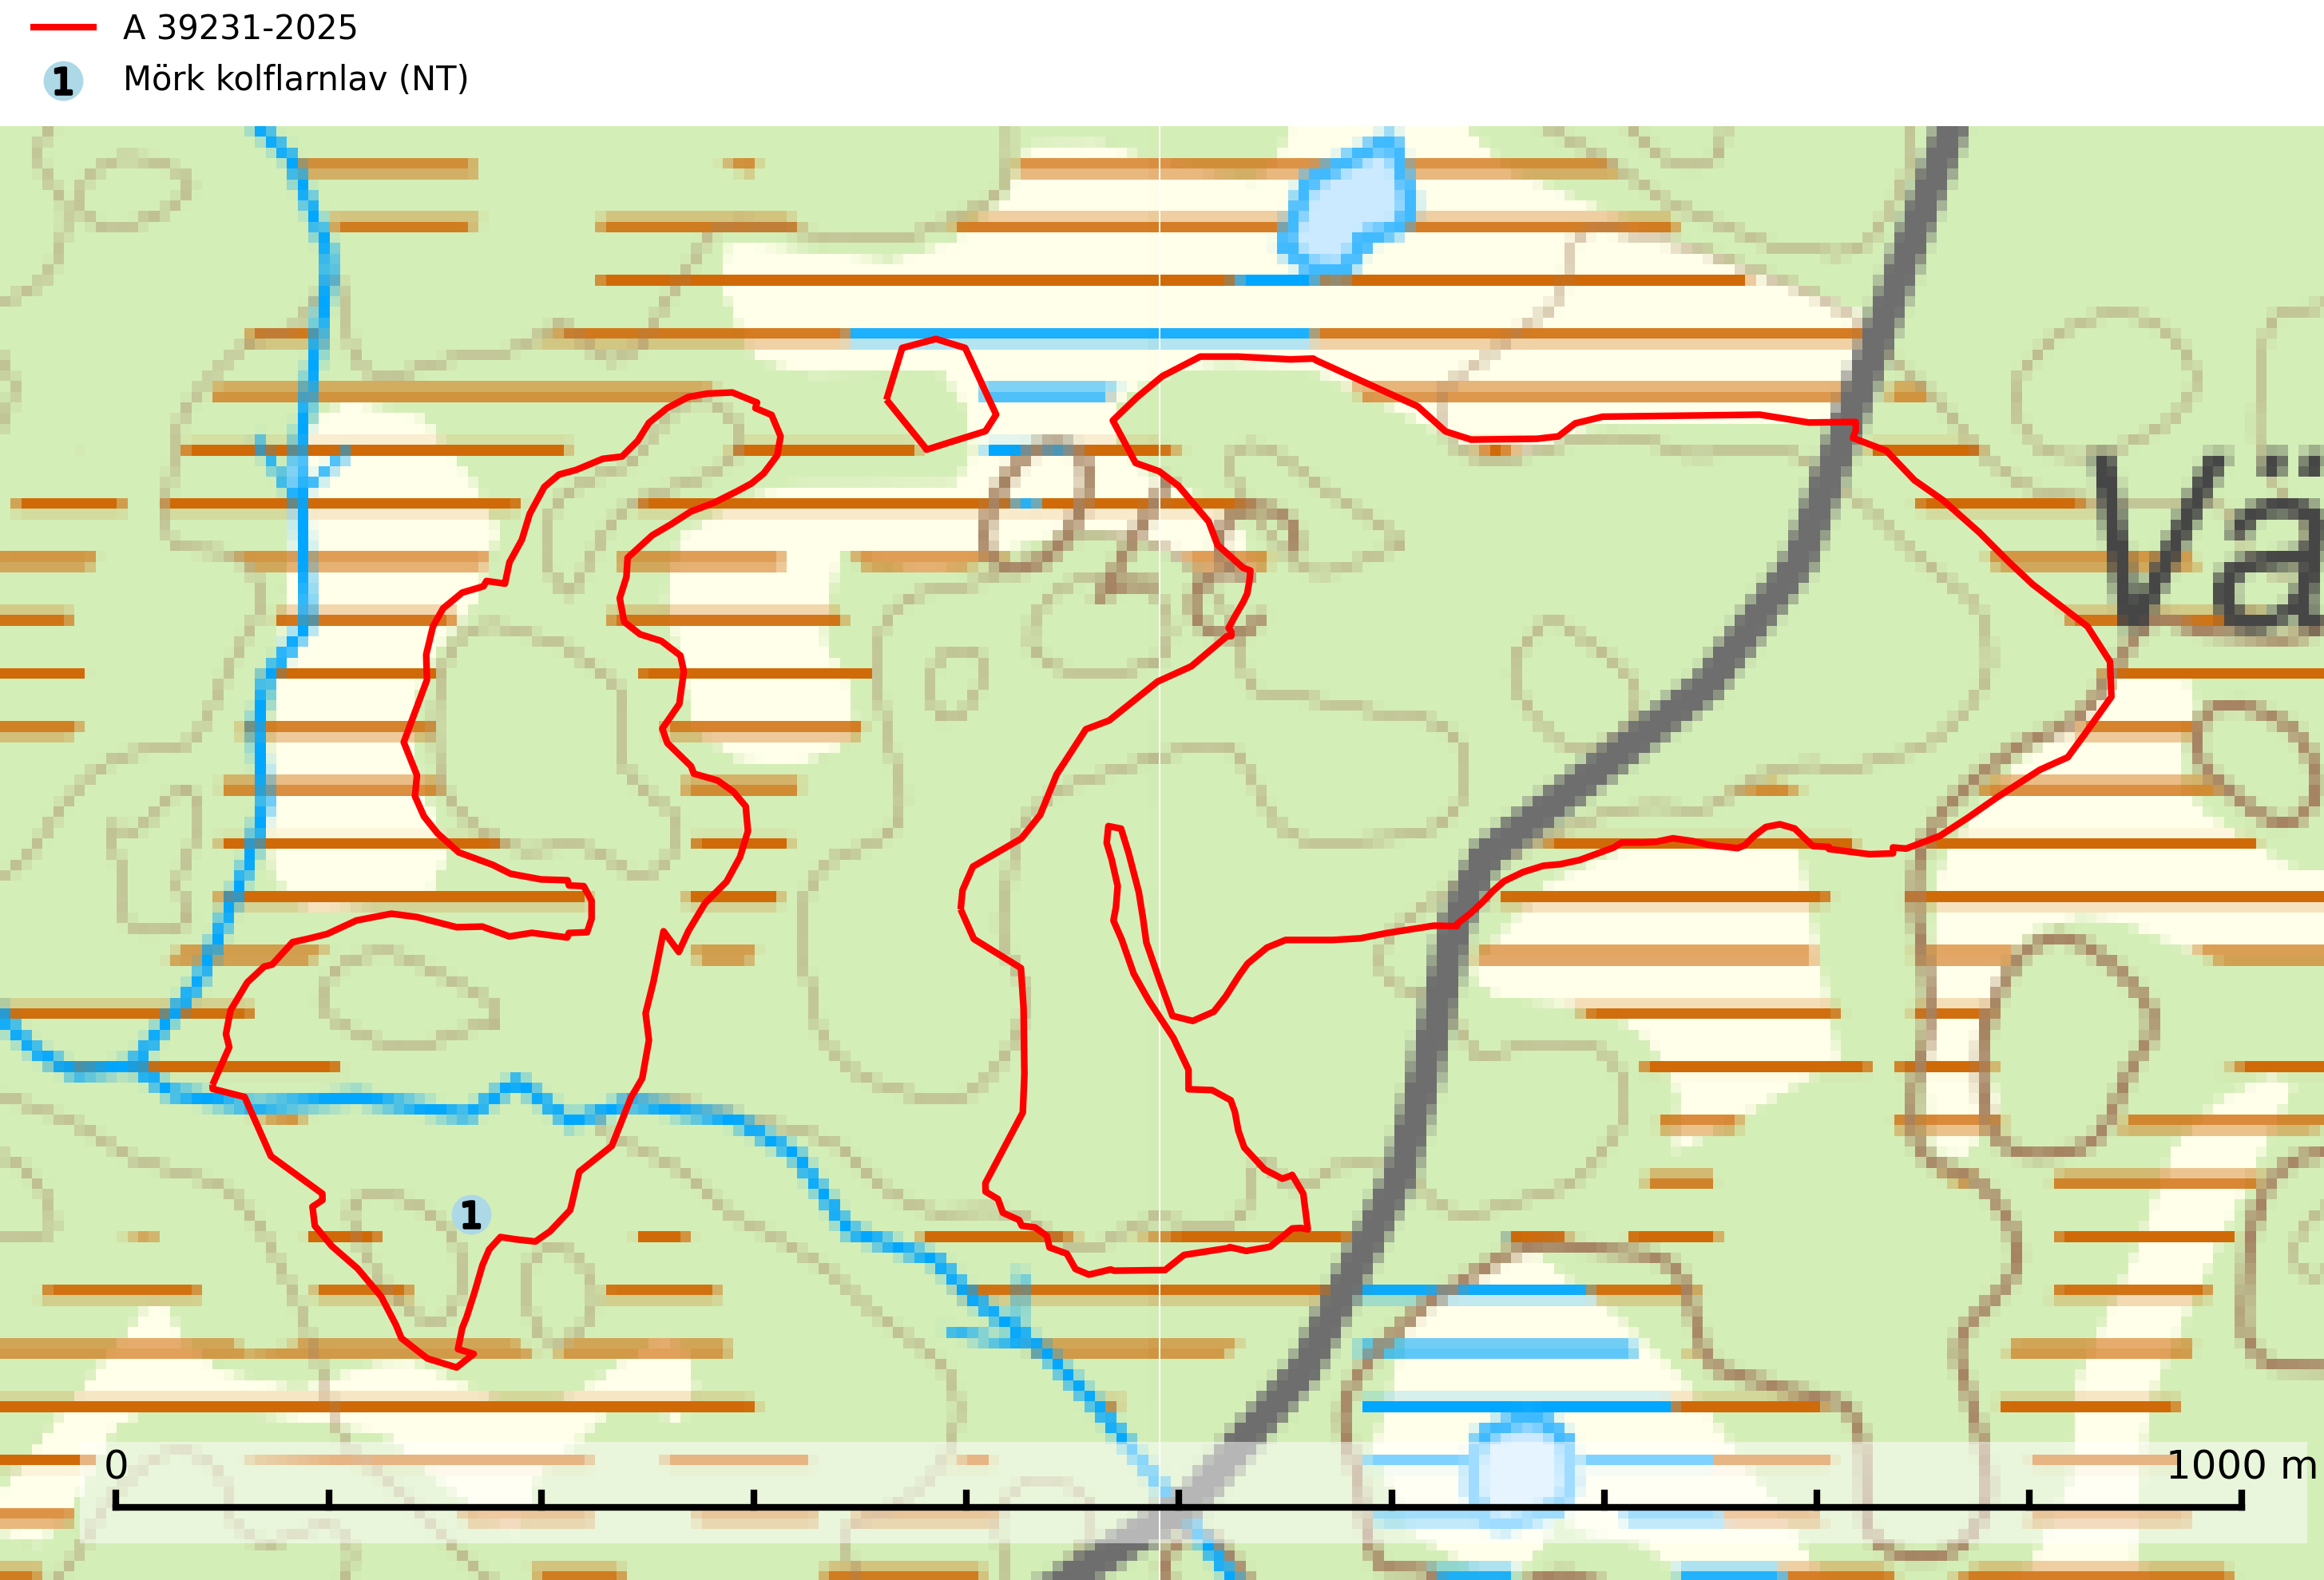 A 39231-2025
1 Mörk kolflarnlav (NT)
Vä
1
0 1000 m